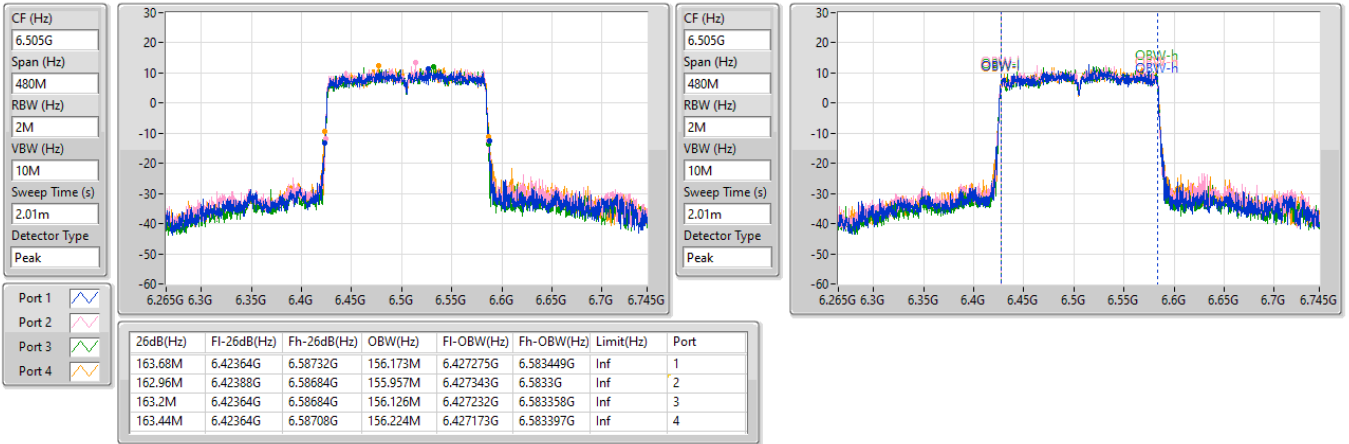 CF (Hz)
6.505G
Span (Hz)
480M
RBW (Hz)
2M
VBW (Hz)
10M
Sweep Time (s)
2.01m
Detector Type
Peak
30
20
10
0
-10
-20
-30
-40
-50
-60
6.265G 6.3G 6.35G 6.4G 6.45G 6.5G 6.55G 6.6G 6.65G 6.7G 6.745G
CF (Hz)
6.505G
Span (Hz)
480M
RBW (Hz)
2M
VBW (Hz)
10M
Sweep Time (s)
2.01m
Detector Type
Peak
30
20
10
0
-10
-20
-30
-40
-50
-60
OBW-l
OBW-h
OBW-h
6.265G 6.3G 6.35G 6.4G 6.45G 6.5G 6.55G 6.6G 6.65G 6.7G 6.745G
Port 1
Port 2
Port 3
Port 4
26dB(Hz) Fl-26dB(Hz) Fh-26dB(Hz) OBW(Hz) Fl-OBW(Hz) Fh-OBW(Hz) Limit(Hz) Port
163.68M 6.42364G 6.58732G 156.173M 6.427275G 6.583449G Inf 1
162.96M 6.42388G 6.58684G 155.957M 6.427343G 6.5833G Inf 2
163.2M 6.42364G 6.58684G 156.126M 6.427232G 6.583358G Inf 3
163.44M 6.42364G 6.58708G 156.224M 6.427173G 6.583397G Inf 4